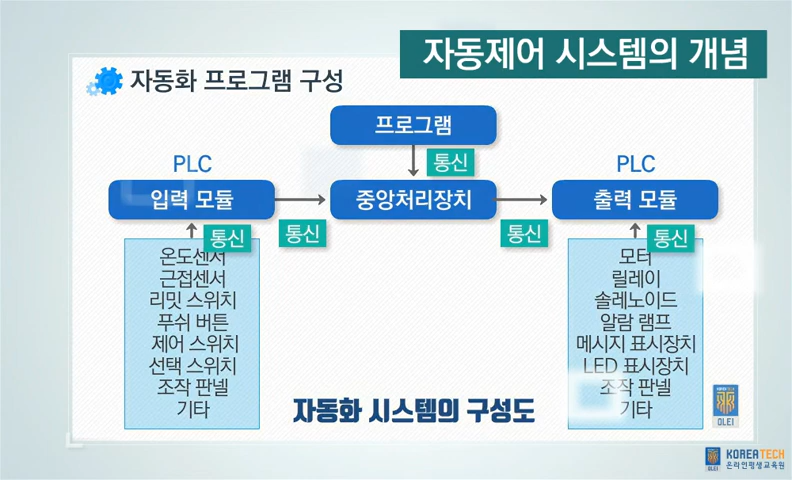 자동제어 시스템의 개념
자동화 프로그램 구성
프로그램
통신
PLC
PLC
입력 모듈
중앙처리장치
출력 모듈
통신
통신
통신
통신
온도센서
근접센서
리밋 스위치
푸쉬 버튼
제어 스위치
선택 스위치
조작 판넬
기타
모터
릴레이
솔레노이드
알람 램프
메시지 표시장치
LED 표시장치
조작 판넬
기타
자동화 시스템의 구성도
KOREATECH
OLEI
KOREATECH
온라인평생교육원
OLEI